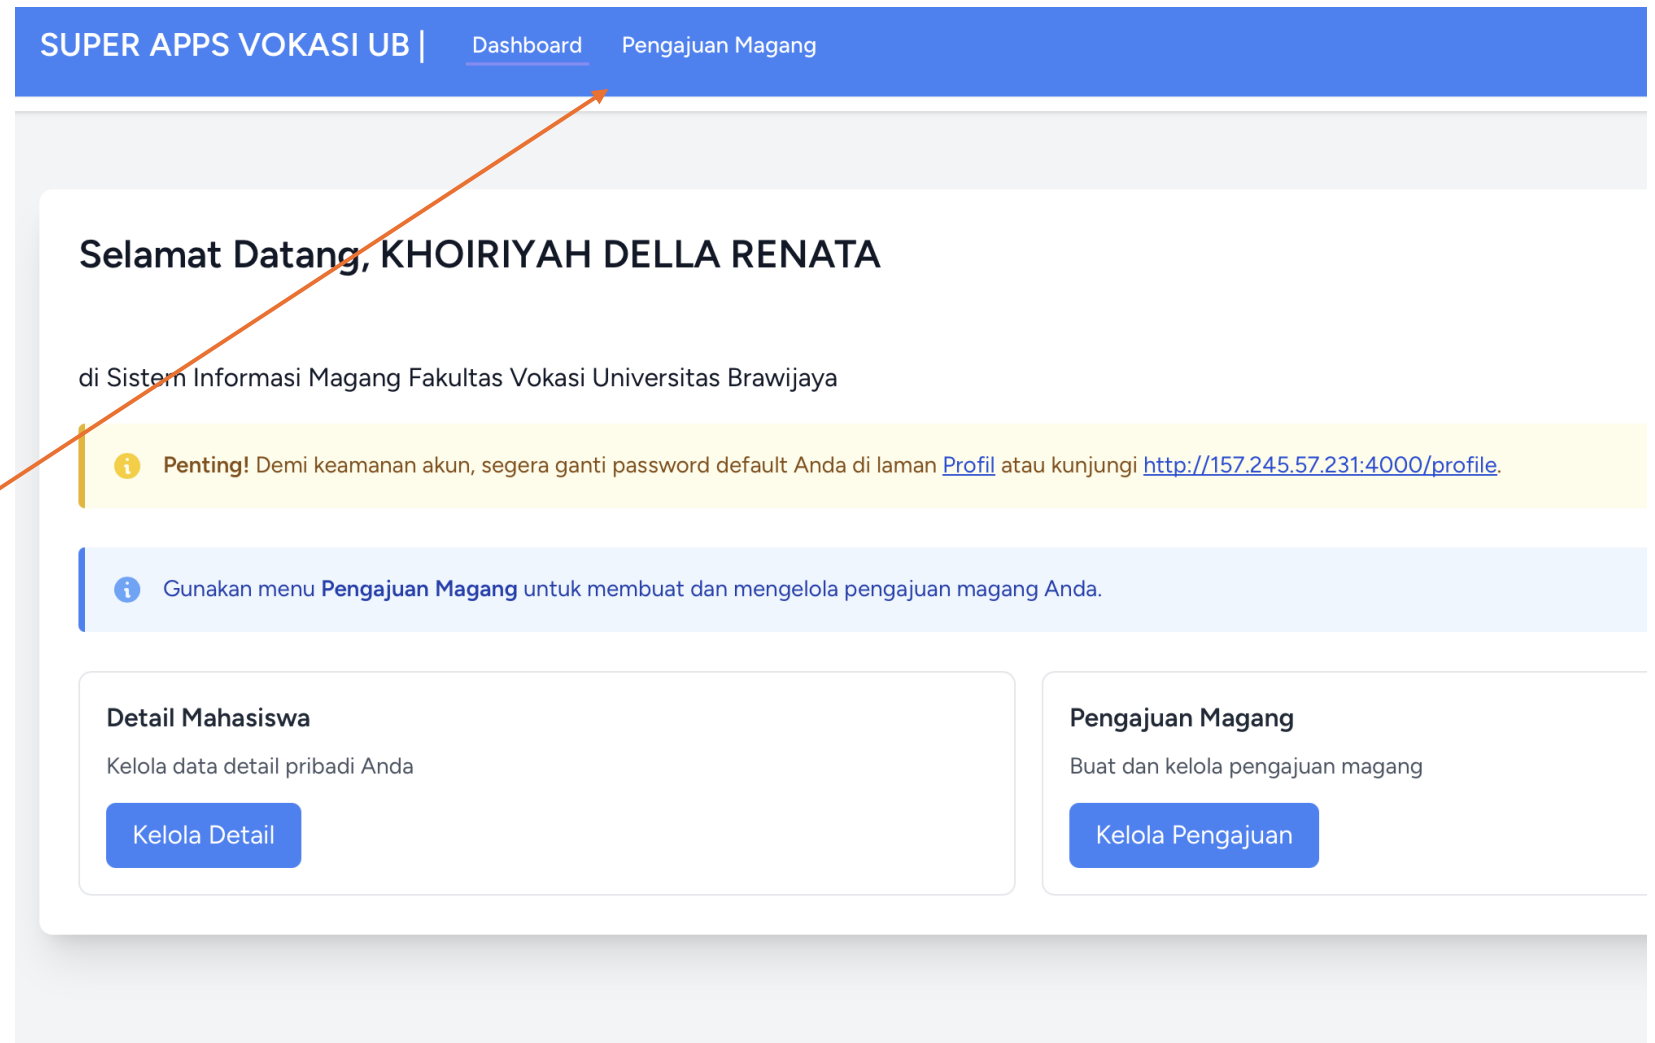 SUPER APPS VOKASI UB |
Dashboard
Pengajuan Magang
Selamat Datang, KHOIRIYAH DELLA RENATA
di Sistem Informasi Magang Fakultas Vokasi Universitas Brawijaya
Penting! Demi keamanan akun, segera ganti password default Anda di laman Profil atau kunjungi http://157.245.57.231:4000/profile.
Gunakan menu Pengajuan Magang untuk membuat dan mengelola pengajuan magang Anda.
Detail Mahasiswa
Kelola data detail pribadi Anda
Kelola Detail
Pengajuan Magang
Buat dan kelola pengajuan magang
Kelola Pengajuan